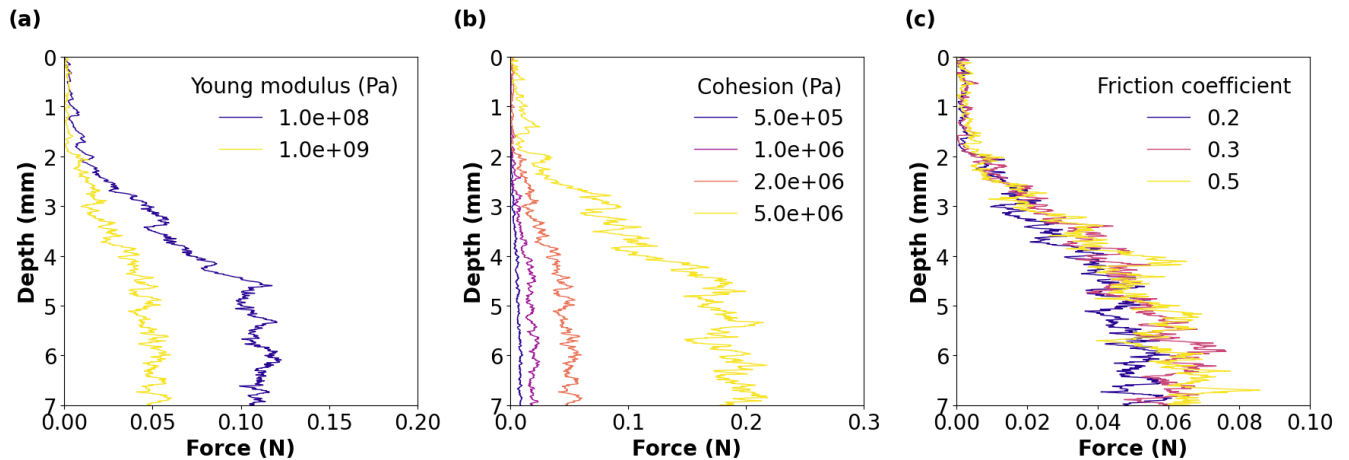 (a)
0
1
2
3
4
5
6
7
Depth (mm)
Young modulus (Pa)
1.0e+08
1.0e+09
0.00 0.05 0.10 0.15 0.20
Force (N)
(b)
0
1
2
3
4
5
6
7
Depth (mm)
Cohesion (Pa)
5.0e+05
1.0e+06
2.0e+06
5.0e+06
0.0 0.1 0.2 0.3
Force (N)
(c)
0
1
2
3
4
5
6
7
Depth (mm)
Friction coefficient
0.2
0.3
0.5
0.00 0.02 0.04 0.06 0.08 0.10
Force (N)